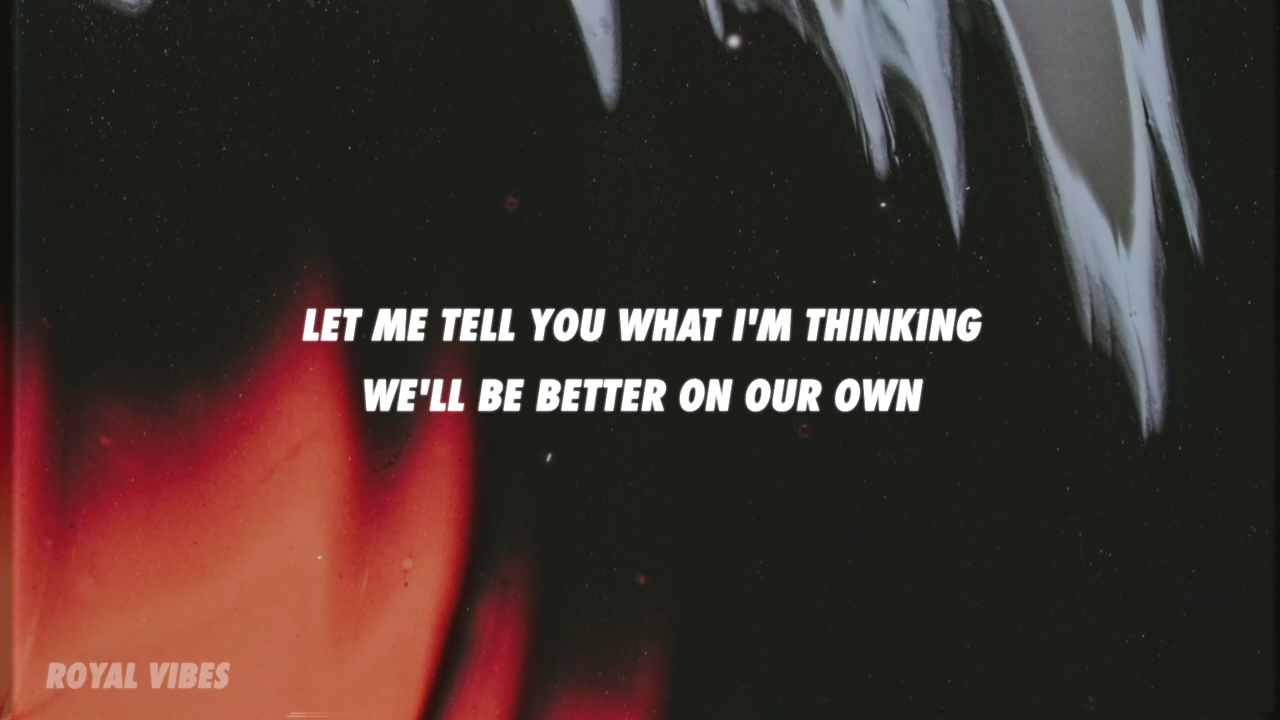 LET ME TELL YOU WHAT I'M THINKING
WE'LL BE BETTER ON OUR OWN
ROYAL VIBES